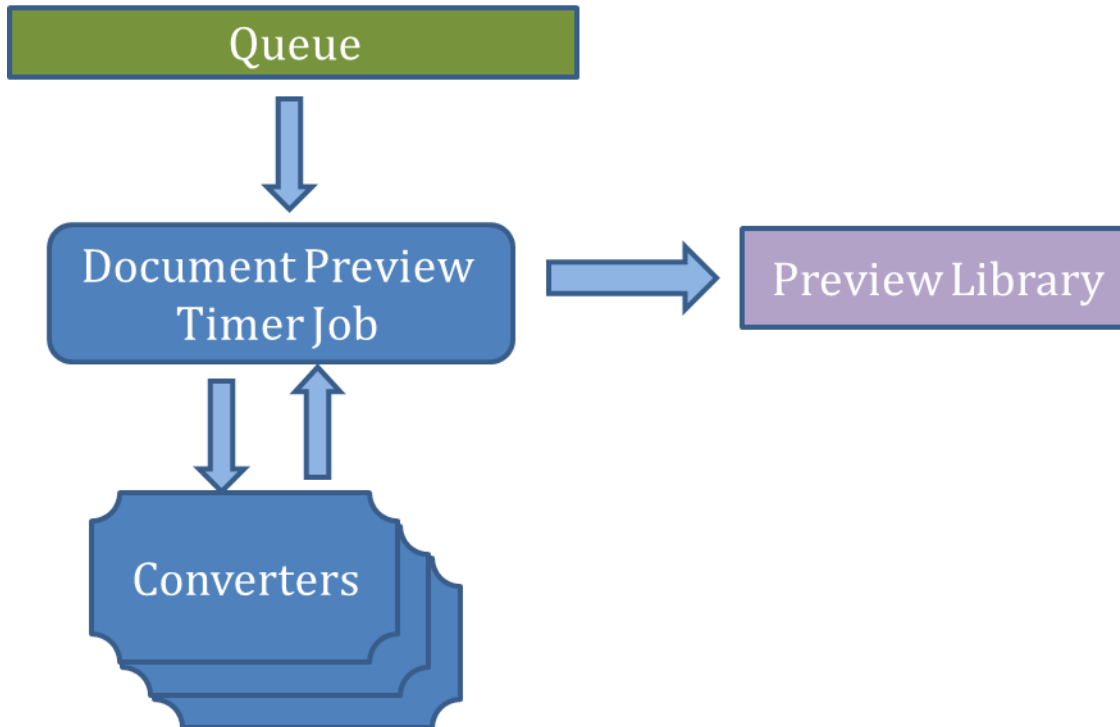 Queue
Document Preview
Timer Job
Preview Library
Converters